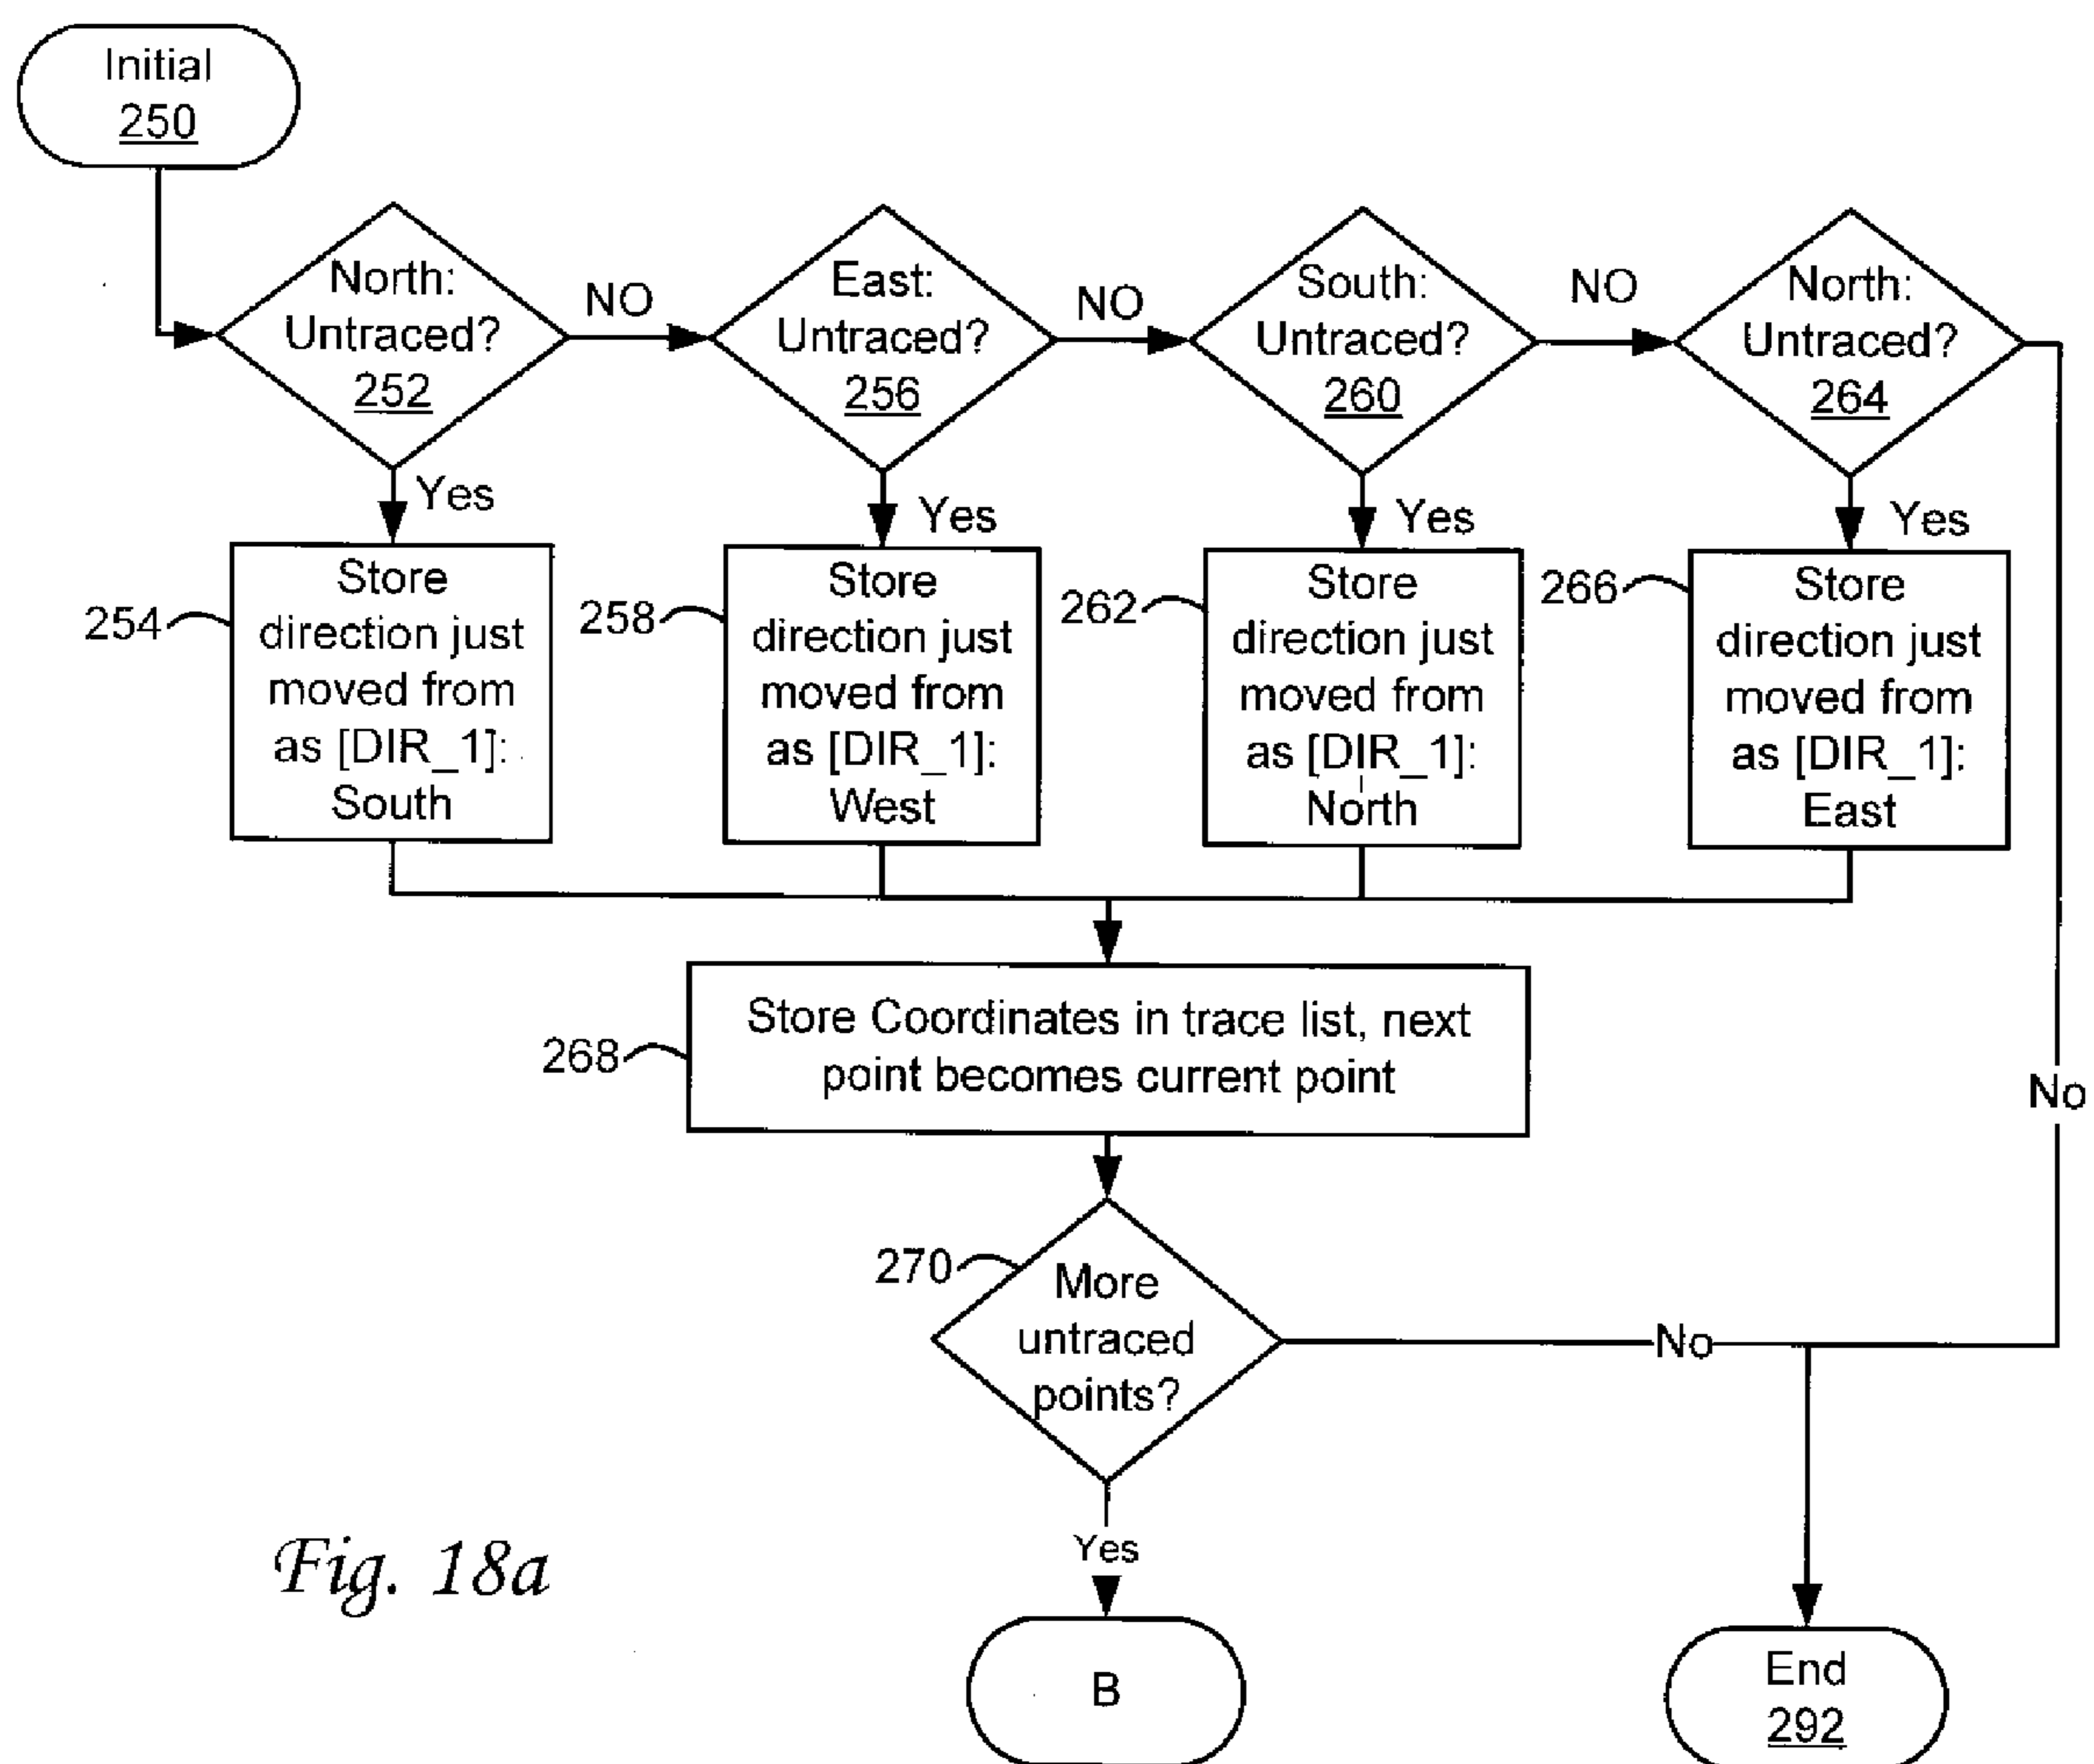 Initial
250
North:
Untraced?
252
NO
East:
Untraced?
256
NO
South:
Untraced?
260
NO
North:
Untraced?
264
Yes
Yes
Yes
Yes
254
Store
direction just
moved from
as [DIR_1]:
South
258
Store
direction just
moved from
as [DIR_1]:
West
262
Store
direction just
moved from
as [DIR_1]:
North
266
Store
direction just
moved from
as [DIR_1]:
East
268
Store Coordinates in trace list, next
point becomes current point
No
270
More
untraced
points?
No
Yes
B
End
292
Fig. 18a